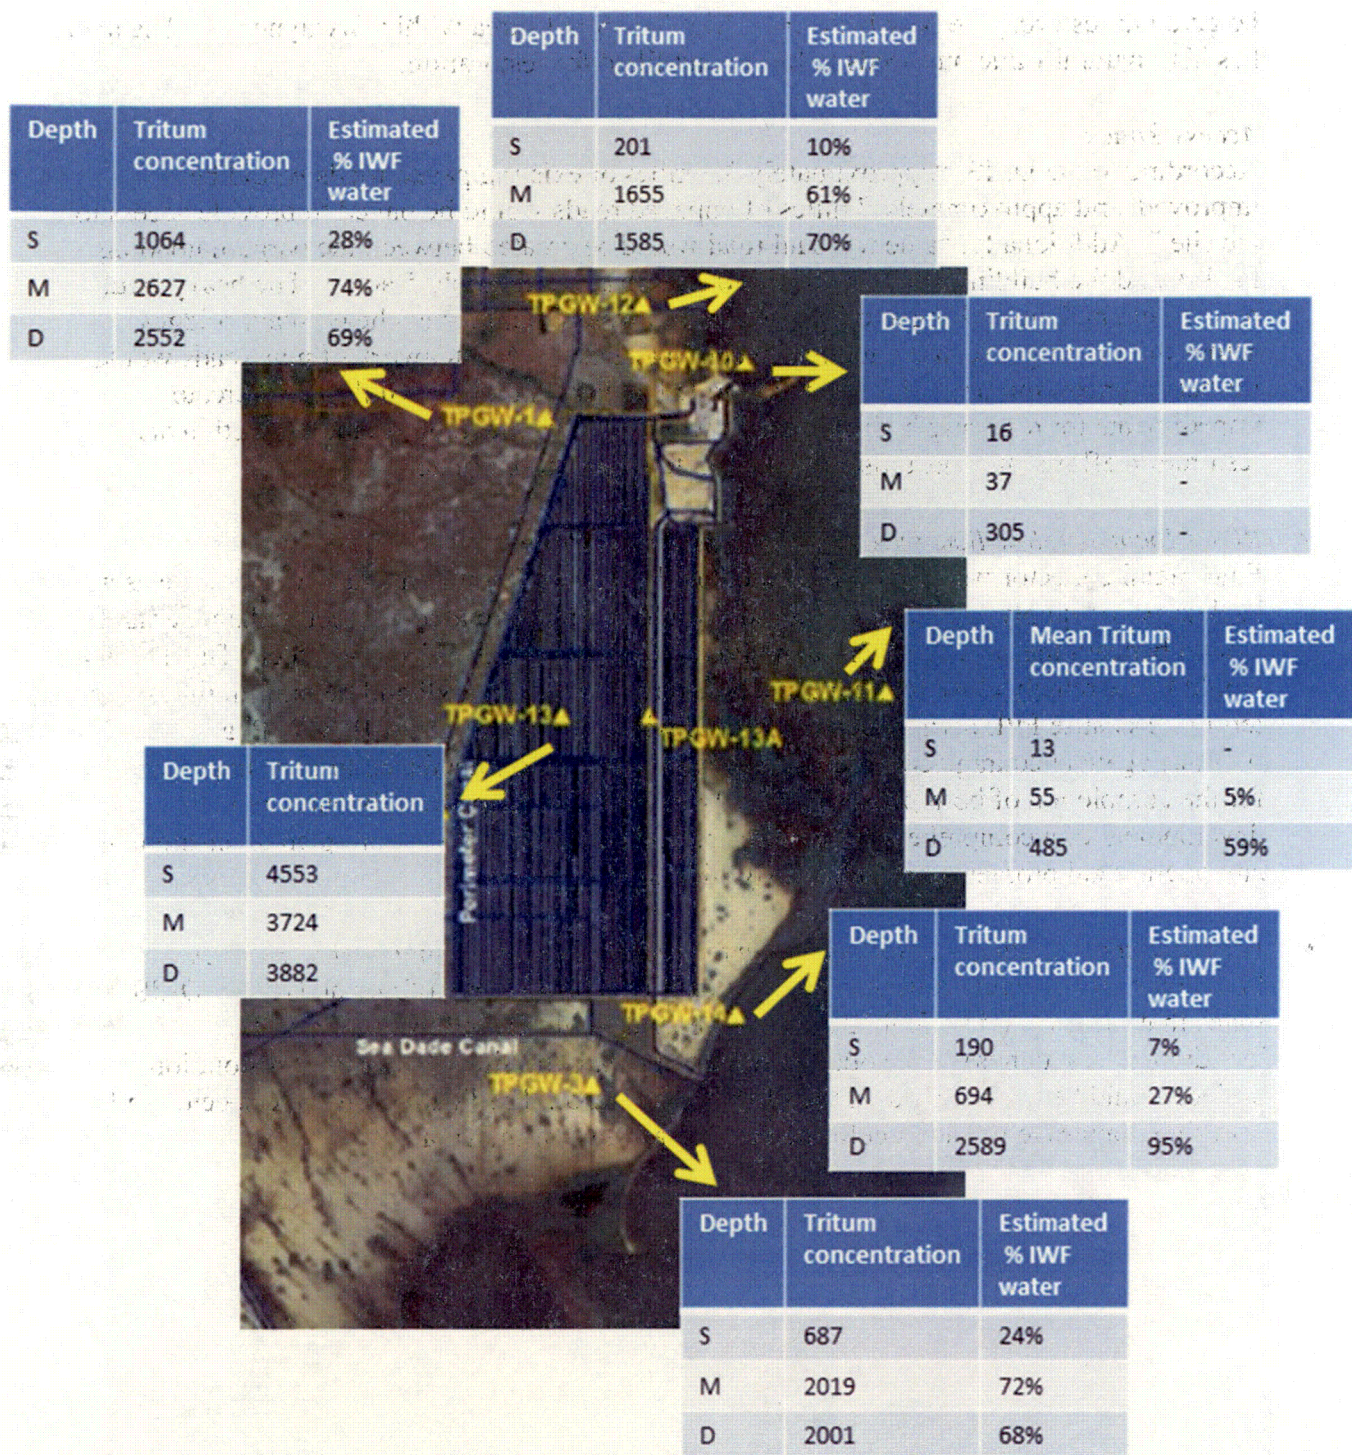 Depth Tritum concentration Estimated % IWF water
S 201 10%
M 1655 61%
D 1585 70%
Depth Tritum concentration Estimated % IWF water
S 1064 28%
M 2627 74%
D 2552 69%
TPGW-12▲
TPGW-10▲
TPGW-1▲
Depth Tritum concentration Estimated % IWF water
S 16 -
M 37 -
D 305 -
Depth Mean Tritum concentration Estimated % IWF water
S 13 -
M 55 5%
D 485 59%
TPGW-11▲
TPGW-13▲
TPGW-13A
Depth Tritum concentration
S 4553
M 3724
D 3882
Depth Tritum concentration Estimated % IWF water
S 190 7%
M 694 27%
D 2589 95%
TPGW-14▲
Sea Dade Canal
TPGW-3▲
Depth Tritum concentration Estimated % IWF water
S 687 24%
M 2019 72%
D 2001 68%